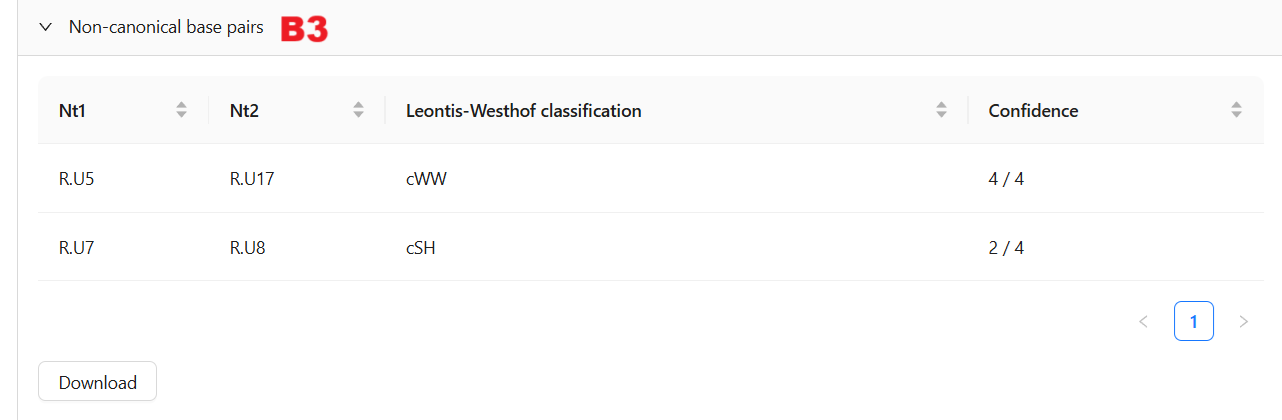 Non-canonical base pairs B3
Nt1 Nt2 Leontis-Westhof classification Confidence
R.U5 R.U17 cWW 4 / 4
R.U7 R.U8 cSH 2 / 4
1
Download